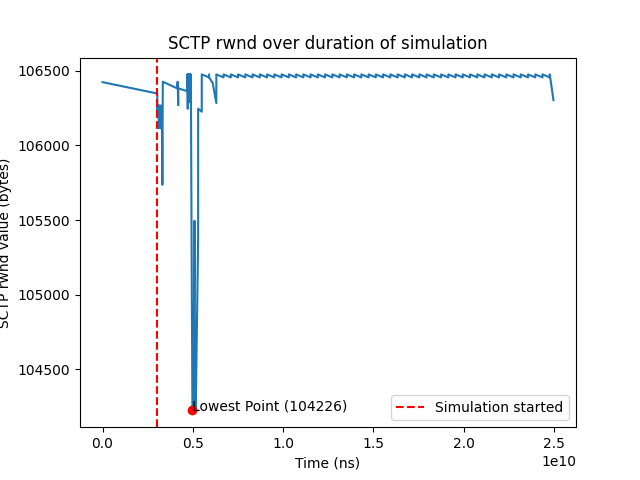 SCTP rwnd over duration of simulation
SCTP rwnd value (bytes)
106500
106000
105500
105000
104500
Lowest Point (104226)
Simulation started
0.0 0.5 1.0 1.5 2.0 2.5
1e10
Time (ns)